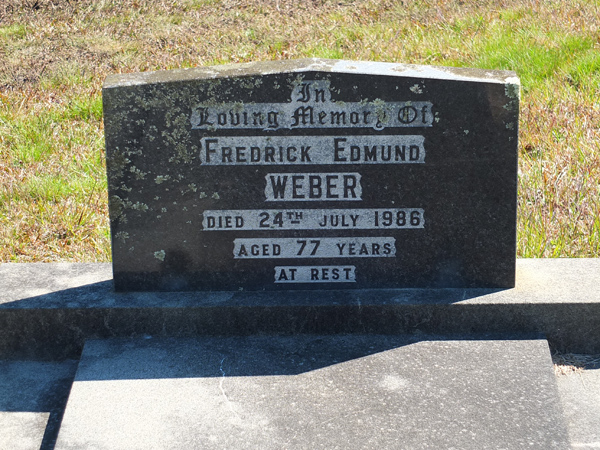 In
Loving Memory Of
FREDRICK EDMUND
WEBER
DIED 24TH JULY 1986
AGED 77 YEARS
AT REST